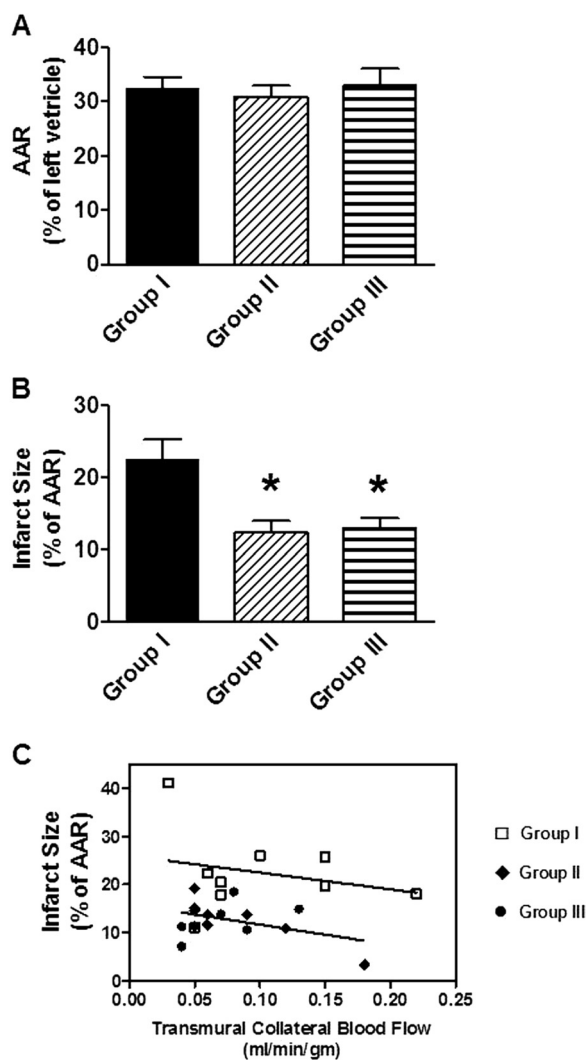 A
AAR
(% of left vetricle)
40
30
20
10
0
Group I
Group II
Group III
B
Infarct Size
(% of AAR)
30
20
10
0
*
*
Group I
Group II
Group III
C
Infarct Size
(% of AAR)
40
30
20
10
0
0.00 0.05 0.10 0.15 0.20 0.25
Transmural Collateral Blood Flow
(ml/min/gm)
Group I
Group II
Group III